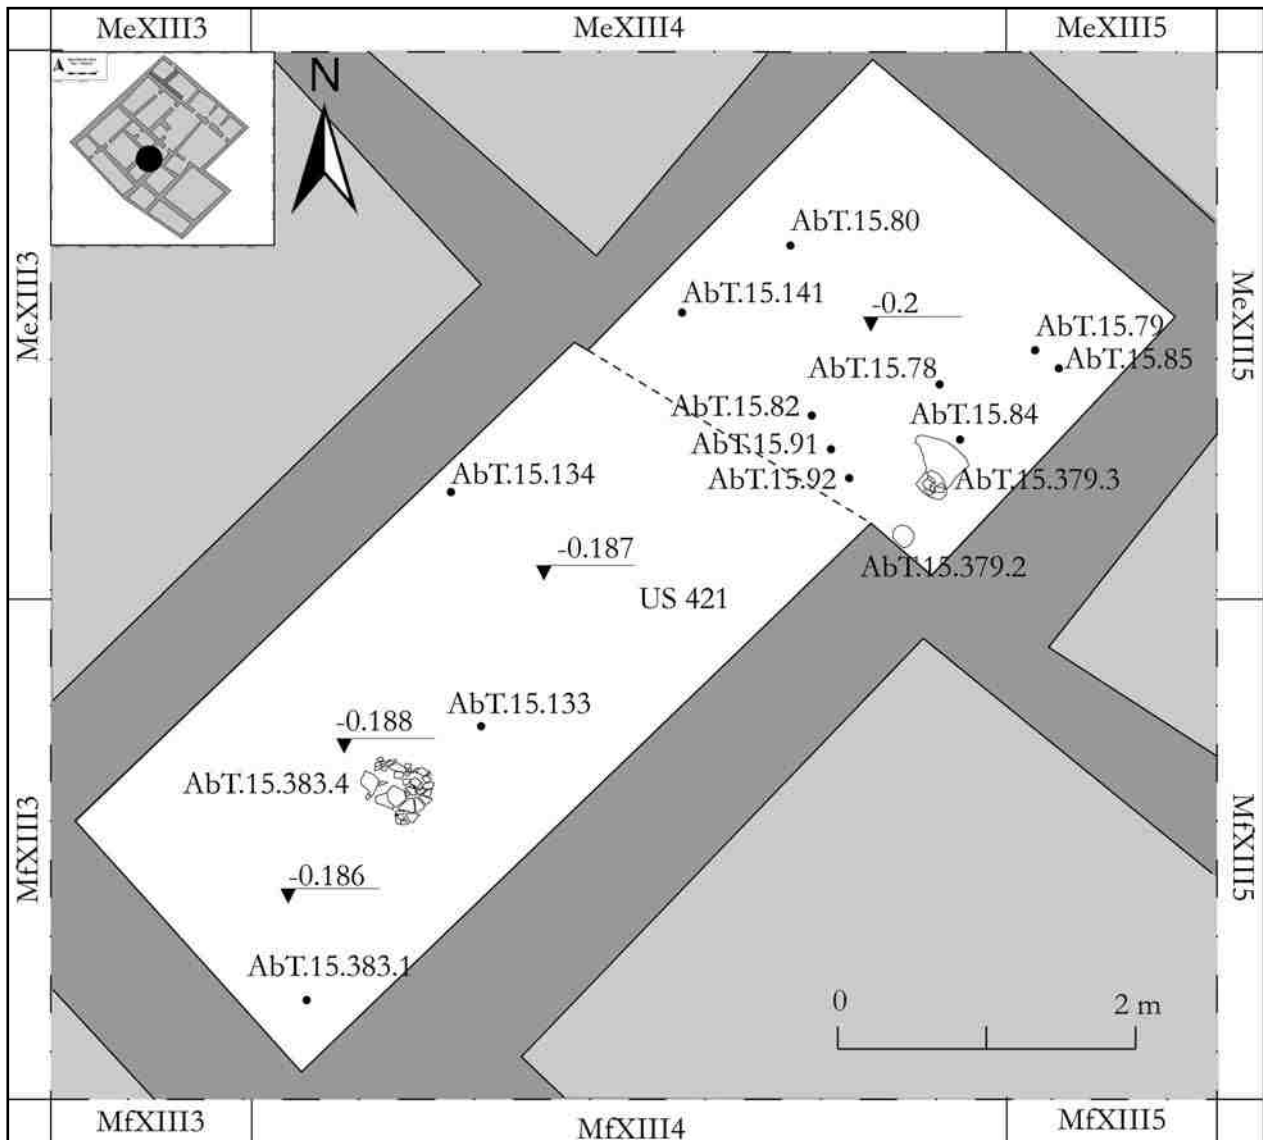 MeXIII3
MeXIII4
MeXIII5
N
AbT.15.80
AbT.15.141
-0.2
AbT.15.79
AbT.15.85
AbT.15.78
AbT.15.82
AbT.15.84
AbT.15.91
AbT.15.92
AbT.15.379.3
AbT.15.134
-0.187
AbT.15.379.2
US 421
AbT.15.133
-0.188
AbT.15.383.4
-0.186
AbT.15.383.1
0
2 m
MeXIII3
MfXIII3
MeXIII5
MfXIII5
MfXIII3
MfXIII4
MfXIII5